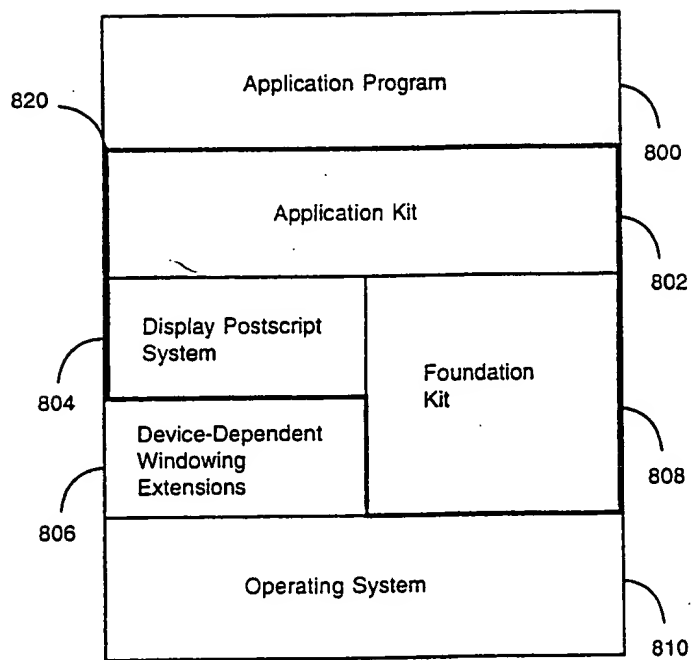 Application Program
820
800
Application Kit
802
Display Postscript
System
804
Foundation
Kit
808
Device-Dependent
Windowing
Extensions
806
Operating System
810